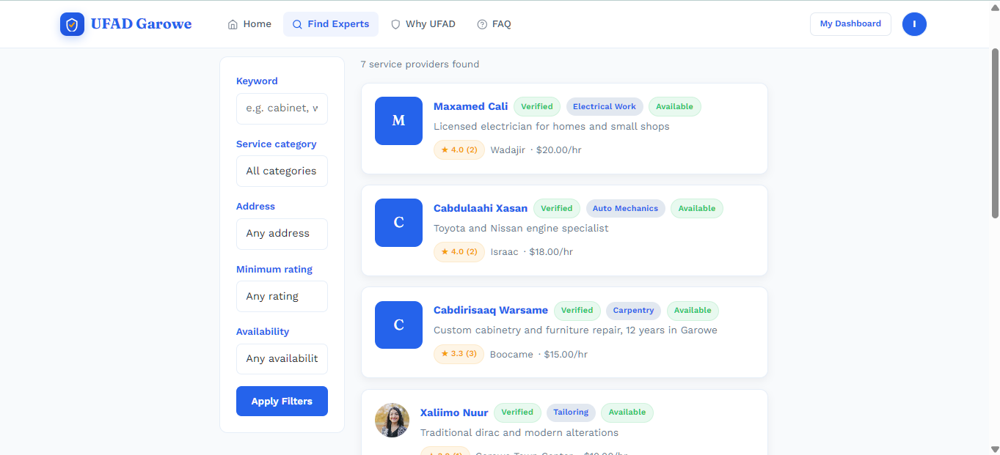 UFAD Garowe
Home
Find Experts
Why UFAD
FAQ
My Dashboard
I
Keyword
e.g. cabinet, w
Service category
All categories
Address
Any address
Minimum rating
Any rating
Availability
Any availabilit
Apply Filters
7 service providers found
M
Maxamed Cali Verified Electrical Work Available
Licensed electrician for homes and small shops
★ 4.0 (2) Wadajir · $20.00/hr
C
Cabdulaahi Xasan Verified Auto Mechanics Available
Toyota and Nissan engine specialist
★ 4.0 (2) Israac · $18.00/hr
C
Cabdirisaaq Warsame Verified Carpentry Available
Custom cabinetry and furniture repair, 12 years in Garowe
★ 3.3 (3) Boocame · $15.00/hr
Xaliimo Nuur Verified Tailoring Available
Traditional dirac and modern alterations
Garowe Town Center ·